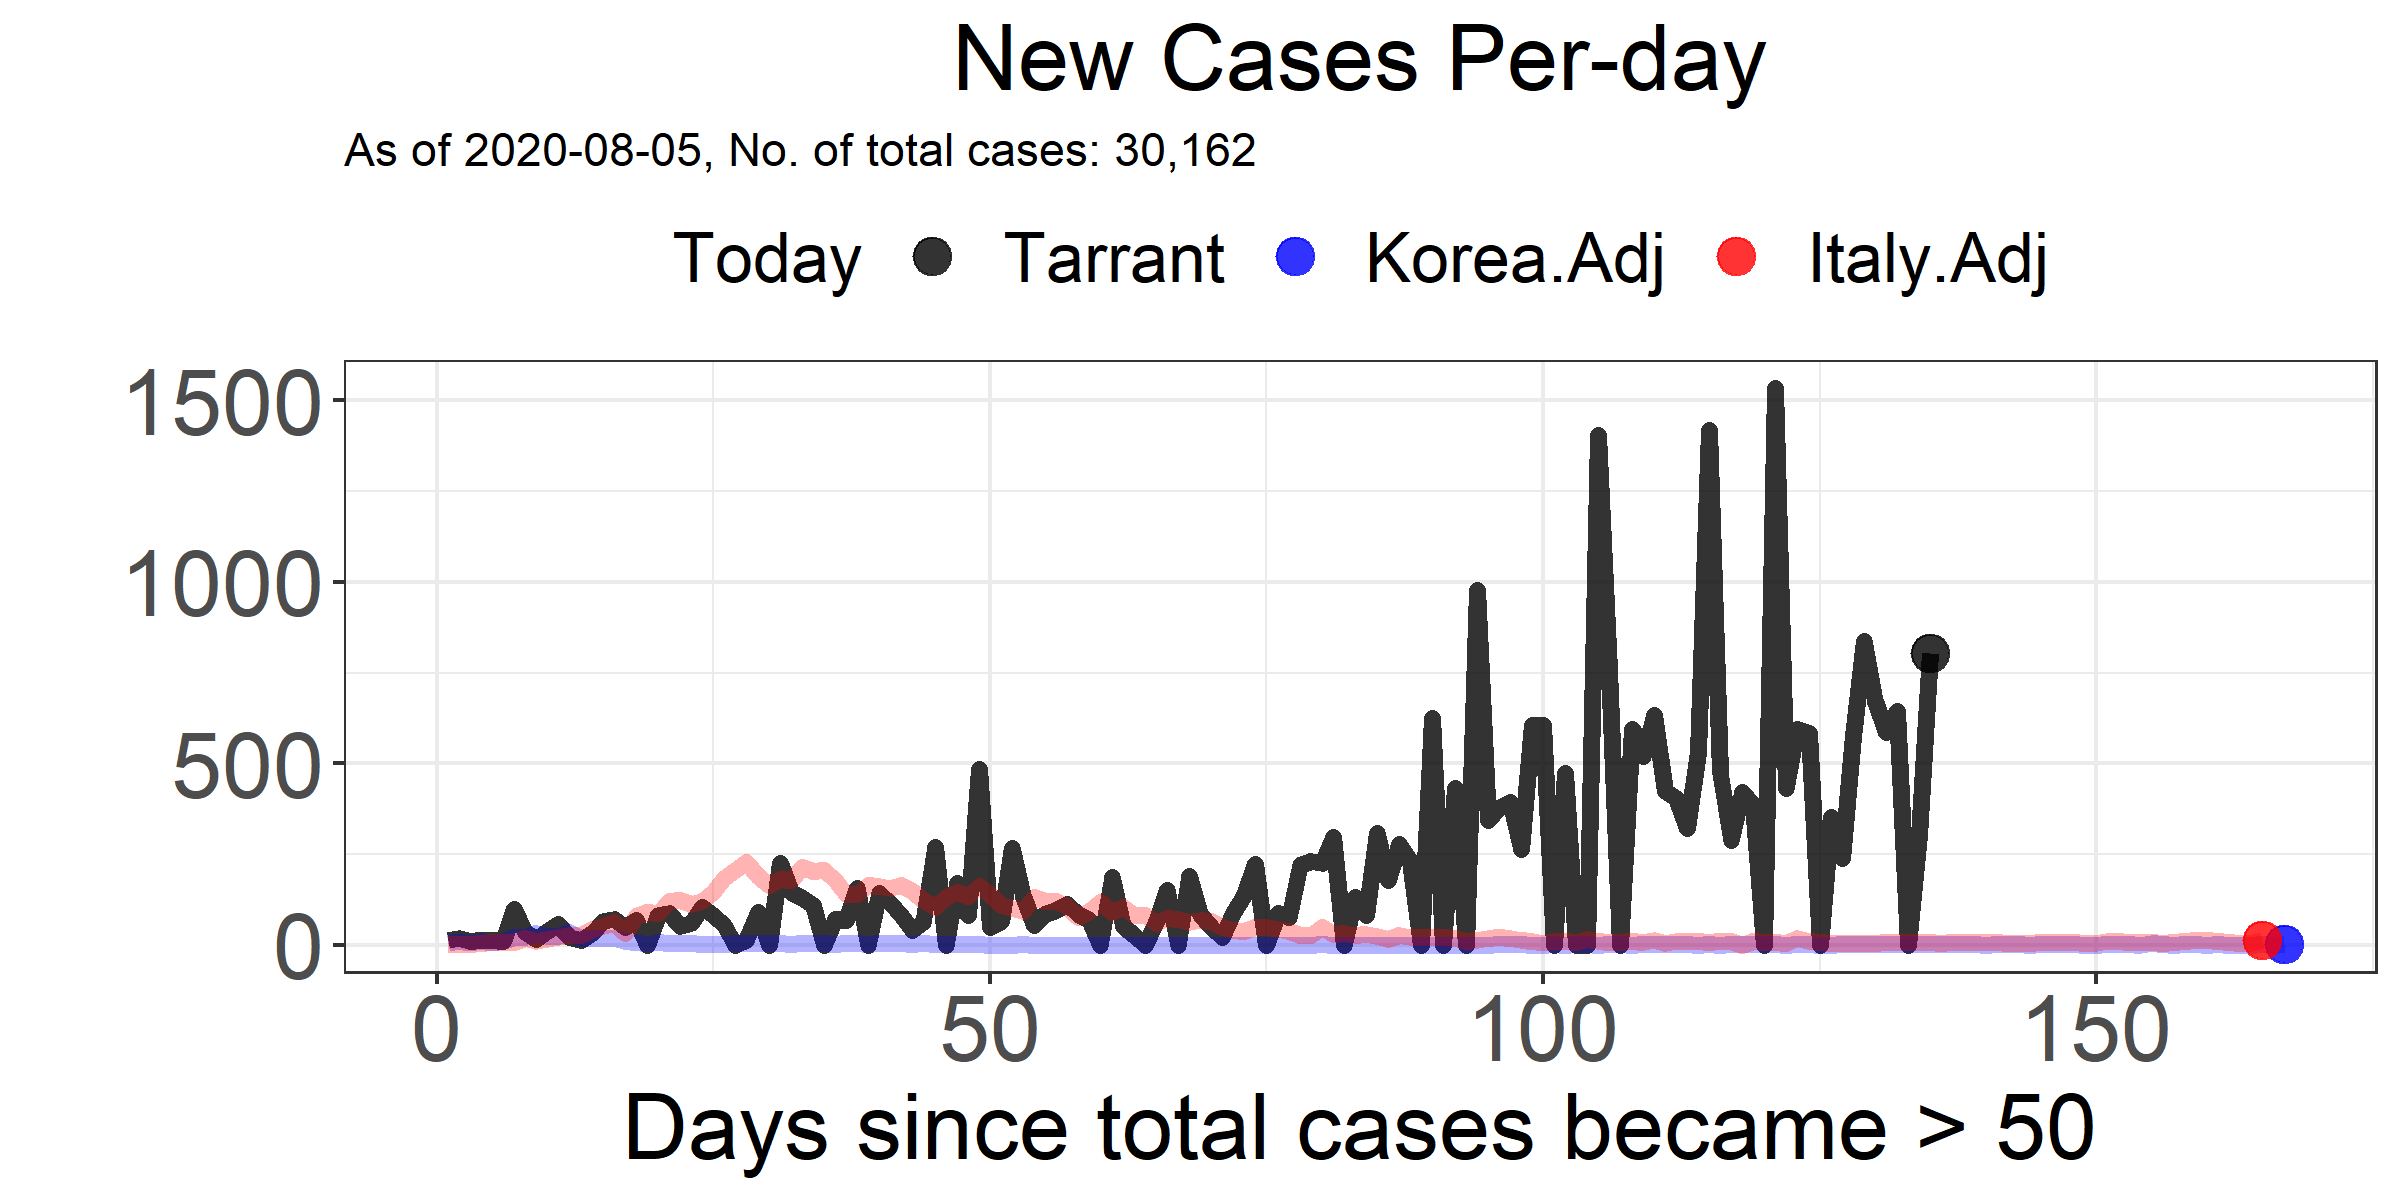 New Cases Per-day
As of 2020-08-05, No. of total cases: 30,162
Today Tarrant Korea.Adj Italy.Adj
1500
1000
500
0
0 50 100 150
Days since total cases became > 50